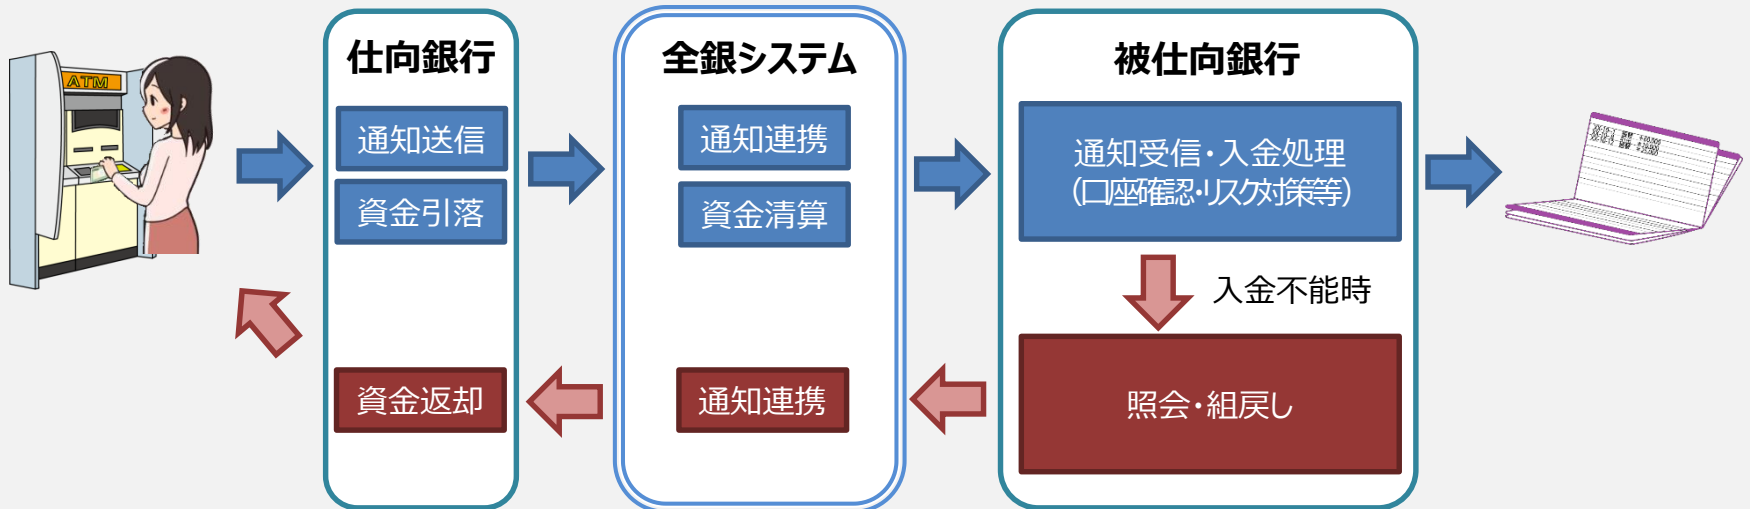 ATM
仕向銀行
通知送信
資金引落
資金返却
全銀システム
通知連携
資金清算
通知連携
被仕向銀行
通知受信・入金処理
（口座確認・リスク対策等）
入金不能時
照会・組戻し